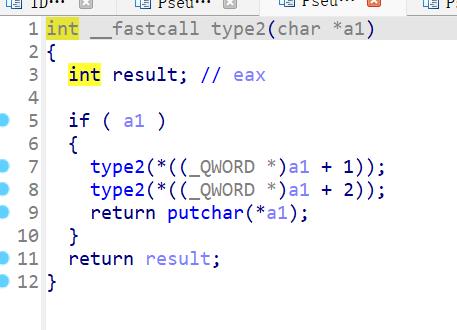 ID··· Pseu··· Pseu··· P
1 int __fastcall type2(char *a1)
2 {
3   int result; // eax
4
5   if ( a1 )
6   {
7     type2(*((_QWORD *)a1 + 1));
8     type2(*((_QWORD *)a1 + 2));
9     return putchar(*a1);
10   }
11   return result;
12 }